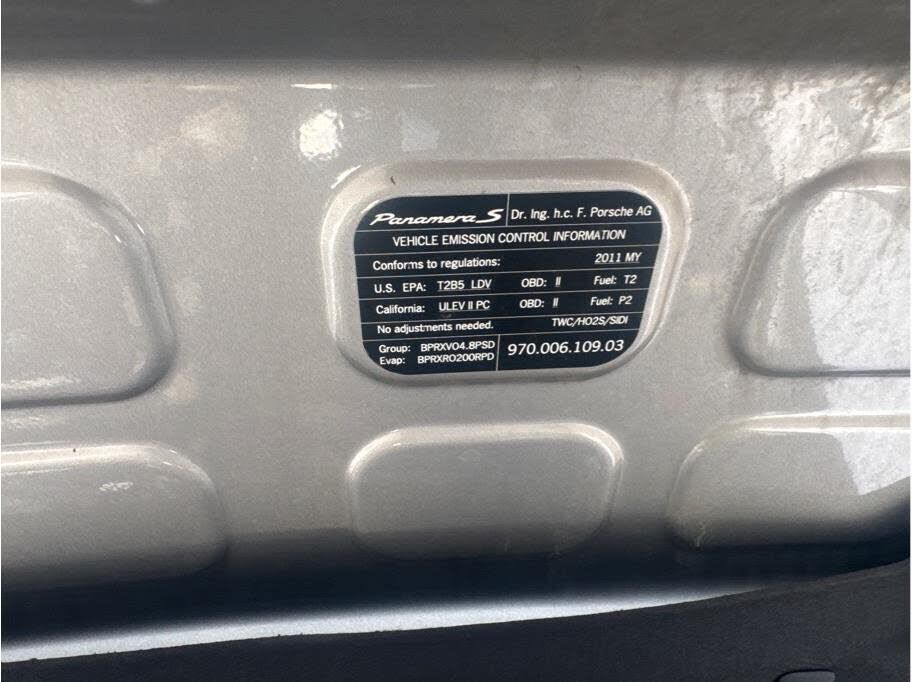 Panamera S Dr. Ing. h.c. F. Porsche AG
VEHICLE EMISSION CONTROL INFORMATION
Conforms to regulations: 2011 MY
U.S. EPA: T2B5 LDV OBD: II Fuel: T2
California: ULEV II PC OBD: II Fuel: P2
No adjustments needed. TWC/HO2S/SIDI
Group: BPRXV04.8PSD
Evap: BPRXR0200RPD
970.006.109.03